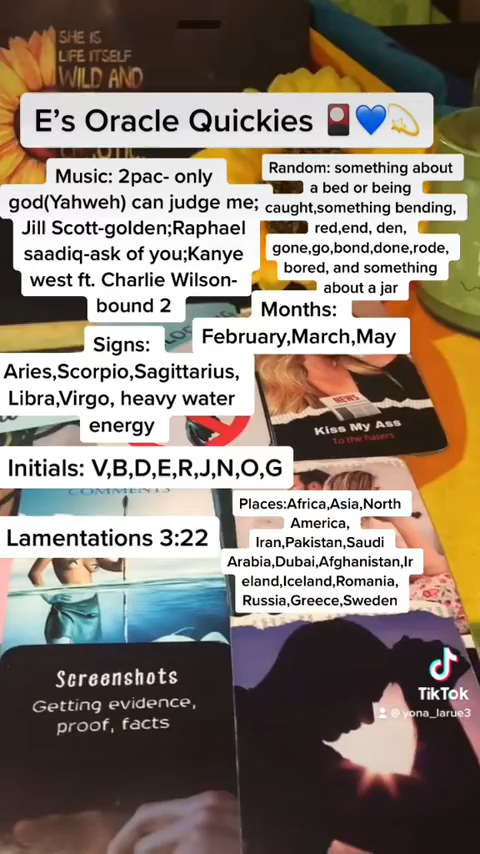 SHE IS
LIFE ITSELF
WILD AND
E’s Oracle Quickies 🎴💙💫
Music: 2pac- only
god(Yahweh) can judge me;
Jill Scott-golden;Raphael
saadiq-ask of you;Kanye
west ft. Charlie Wilson-
bound 2
Random: something about
a bed or being
caught,something bending,
red,end, den,
gone,go,bond,done,rode,
bored, and something
about a jar
Months:
February,March,May
Signs:
Aries,Scorpio,Sagittarius,
Libra,Virgo, heavy water
energy
NEWS
Kiss My Ass
To the haters
Initials: V,B,D,E,R,J,N,O,G
COMMENTS
Lamentations 3:22
Places:Africa,Asia,North
America,
Iran,Pakistan,Saudi
Arabia,Dubai,Afghanistan,Ir
eland,Iceland,Romania,
Russia,Greece,Sweden
Screenshots
Getting evidence,
proof, facts
TikTok
@yona_larue3